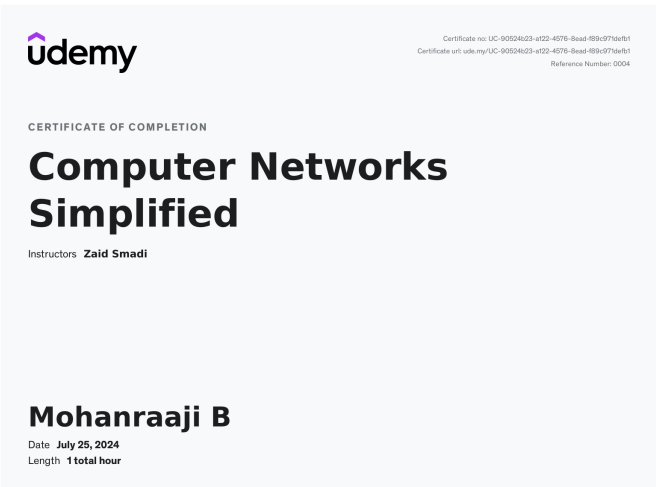 udemy
Certificate no: UC-90524b23-a122-4576-8ead-f89c971defb1
Certificate url: ude.my/UC-90524b23-a122-4576-8ead-f89c971defb1
Reference Number: 0004
CERTIFICATE OF COMPLETION
Computer Networks
Simplified
Instructors Zaid Smadi
Mohanraaji B
Date July 25, 2024
Length 1 total hour